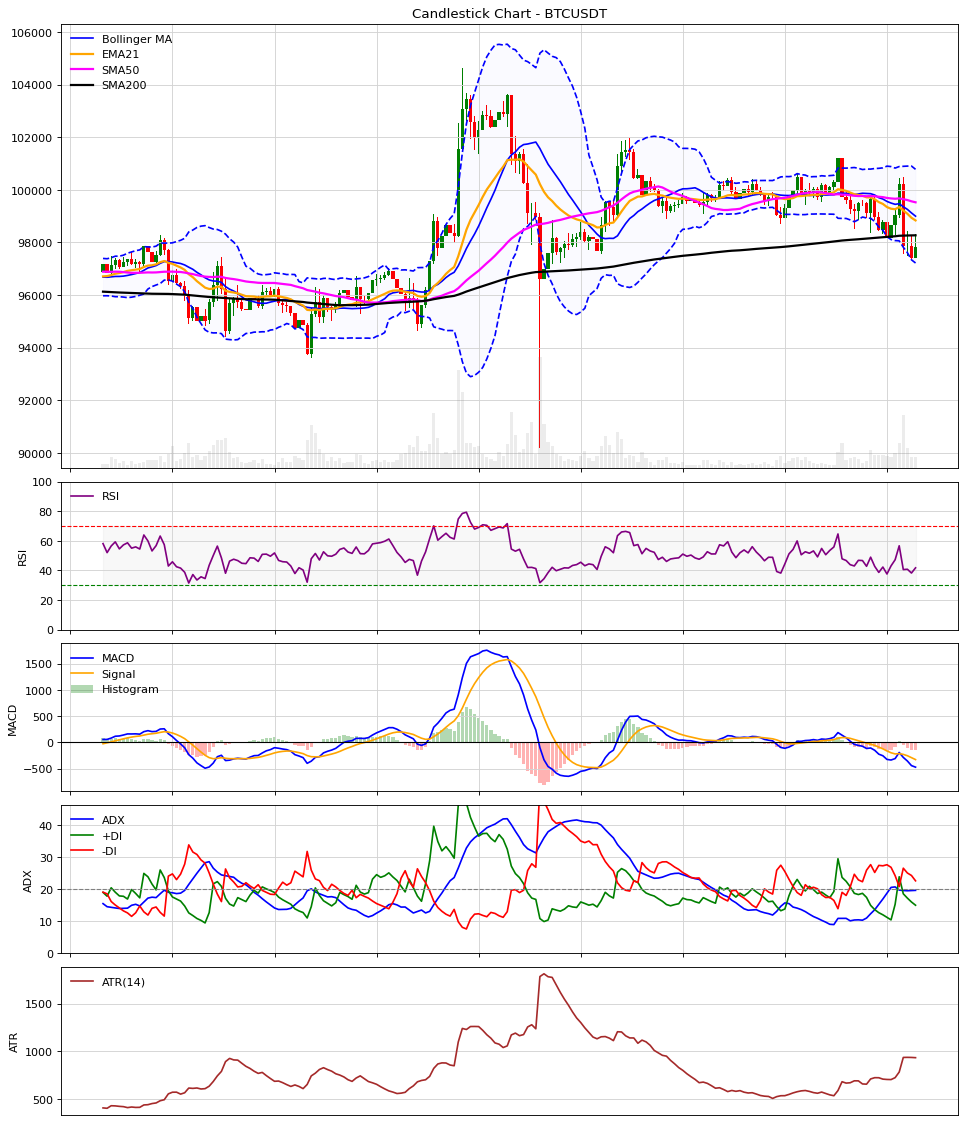 Candlestick Chart - BTCUSDT
106000
104000
102000
100000
98000
96000
94000
92000
90000
Bollinger MA
EMA21
SMA50
SMA200
100
80
60
40
20
0
RSI
RSI
1500
1000
500
0
−500
MACD
MACD
Signal
Histogram
40
30
20
10
0
ADX
ADX
+DI
-DI
1500
1000
500
ATR
ATR(14)